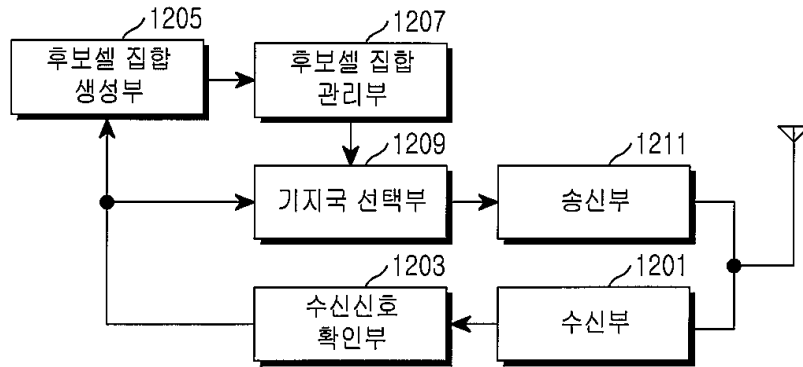 1205
후보셀 집합
생성부
1207
후보셀 집합
관리부
1209
기지국 선택부
1211
송신부
1203
수신신호
확인부
1201
수신부